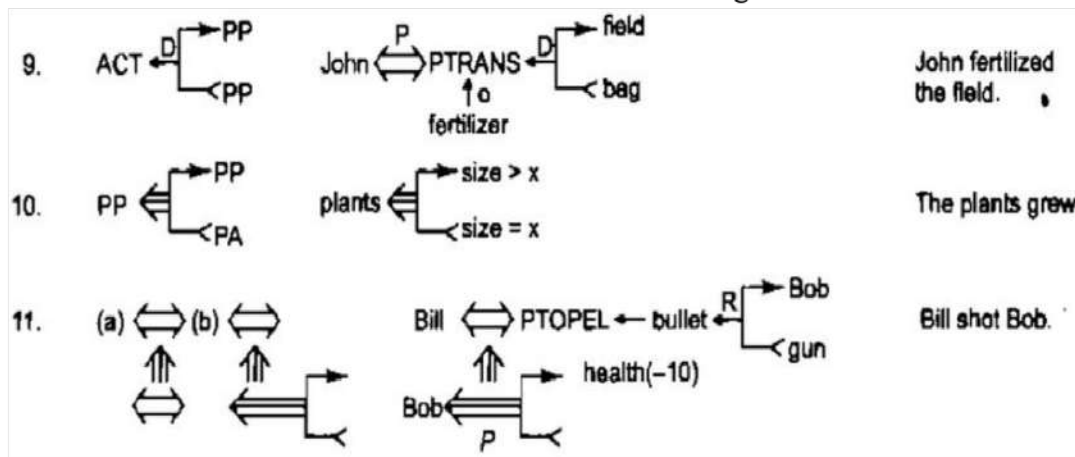 9. ACT D PP PP John P PTRANS D field bag o fertilizer John fertilized
the field.
10. PP PP PA plants size > x size = x The plants grew
11. (a) (b) Bill PTOPEL bullet R Bob gun Bill shot Bob.
Bob P health(−10)